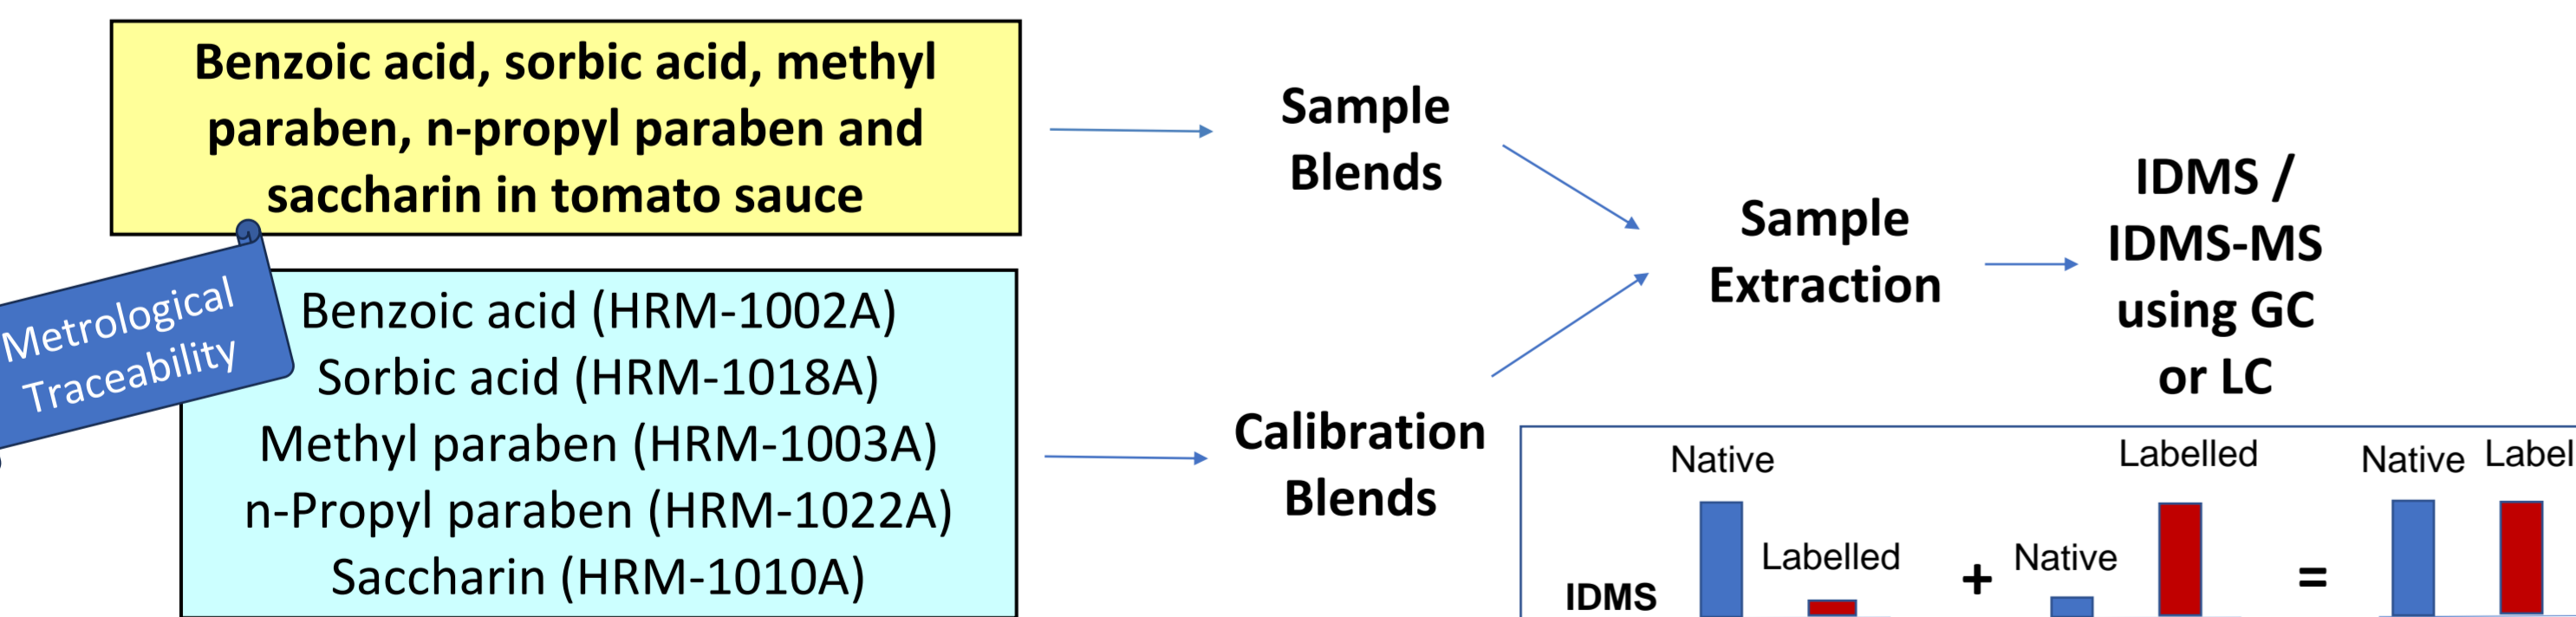 Benzoic acid, sorbic acid, methyl
paraben, n-propyl paraben and
saccharin in tomato sauce
Metrological
Traceability
Benzoic acid (HRM-1002A)
Sorbic acid (HRM-1018A)
Methyl paraben (HRM-1003A)
n-Propyl paraben (HRM-1022A)
Saccharin (HRM-1010A)
Sample
Blends
Calibration
Blends
Sample
Extraction
IDMS /
IDMS-MS
using GC
or LC
Native
Labelled
Native Label
Labelled
+ Native
=
IDMS